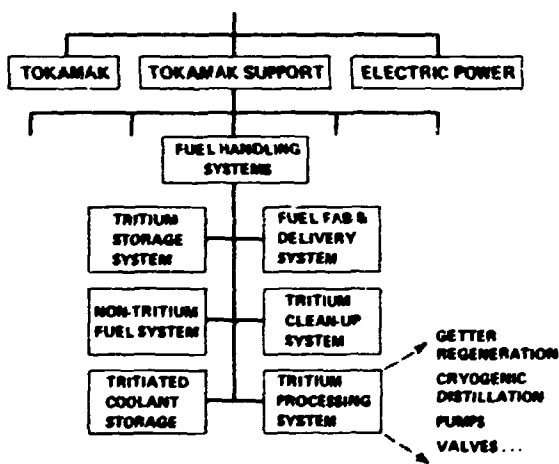 TOKAMAK
TOKAMAK SUPPORT
ELECTRIC POWER
FUEL HANDLING
SYSTEMS
TRITIUM
STORAGE
SYSTEM
FUEL FAB &
DELIVERY
SYSTEM
NON-TRITIUM
FUEL SYSTEM
TRITIUM
CLEAN-UP
SYSTEM
TRITIATED
COOLANT
STORAGE
TRITIUM
PROCESSING
SYSTEM
GETTER
REGENERATION
CRYOGENIC
DISTILLATION
PUMPS
VALVES...